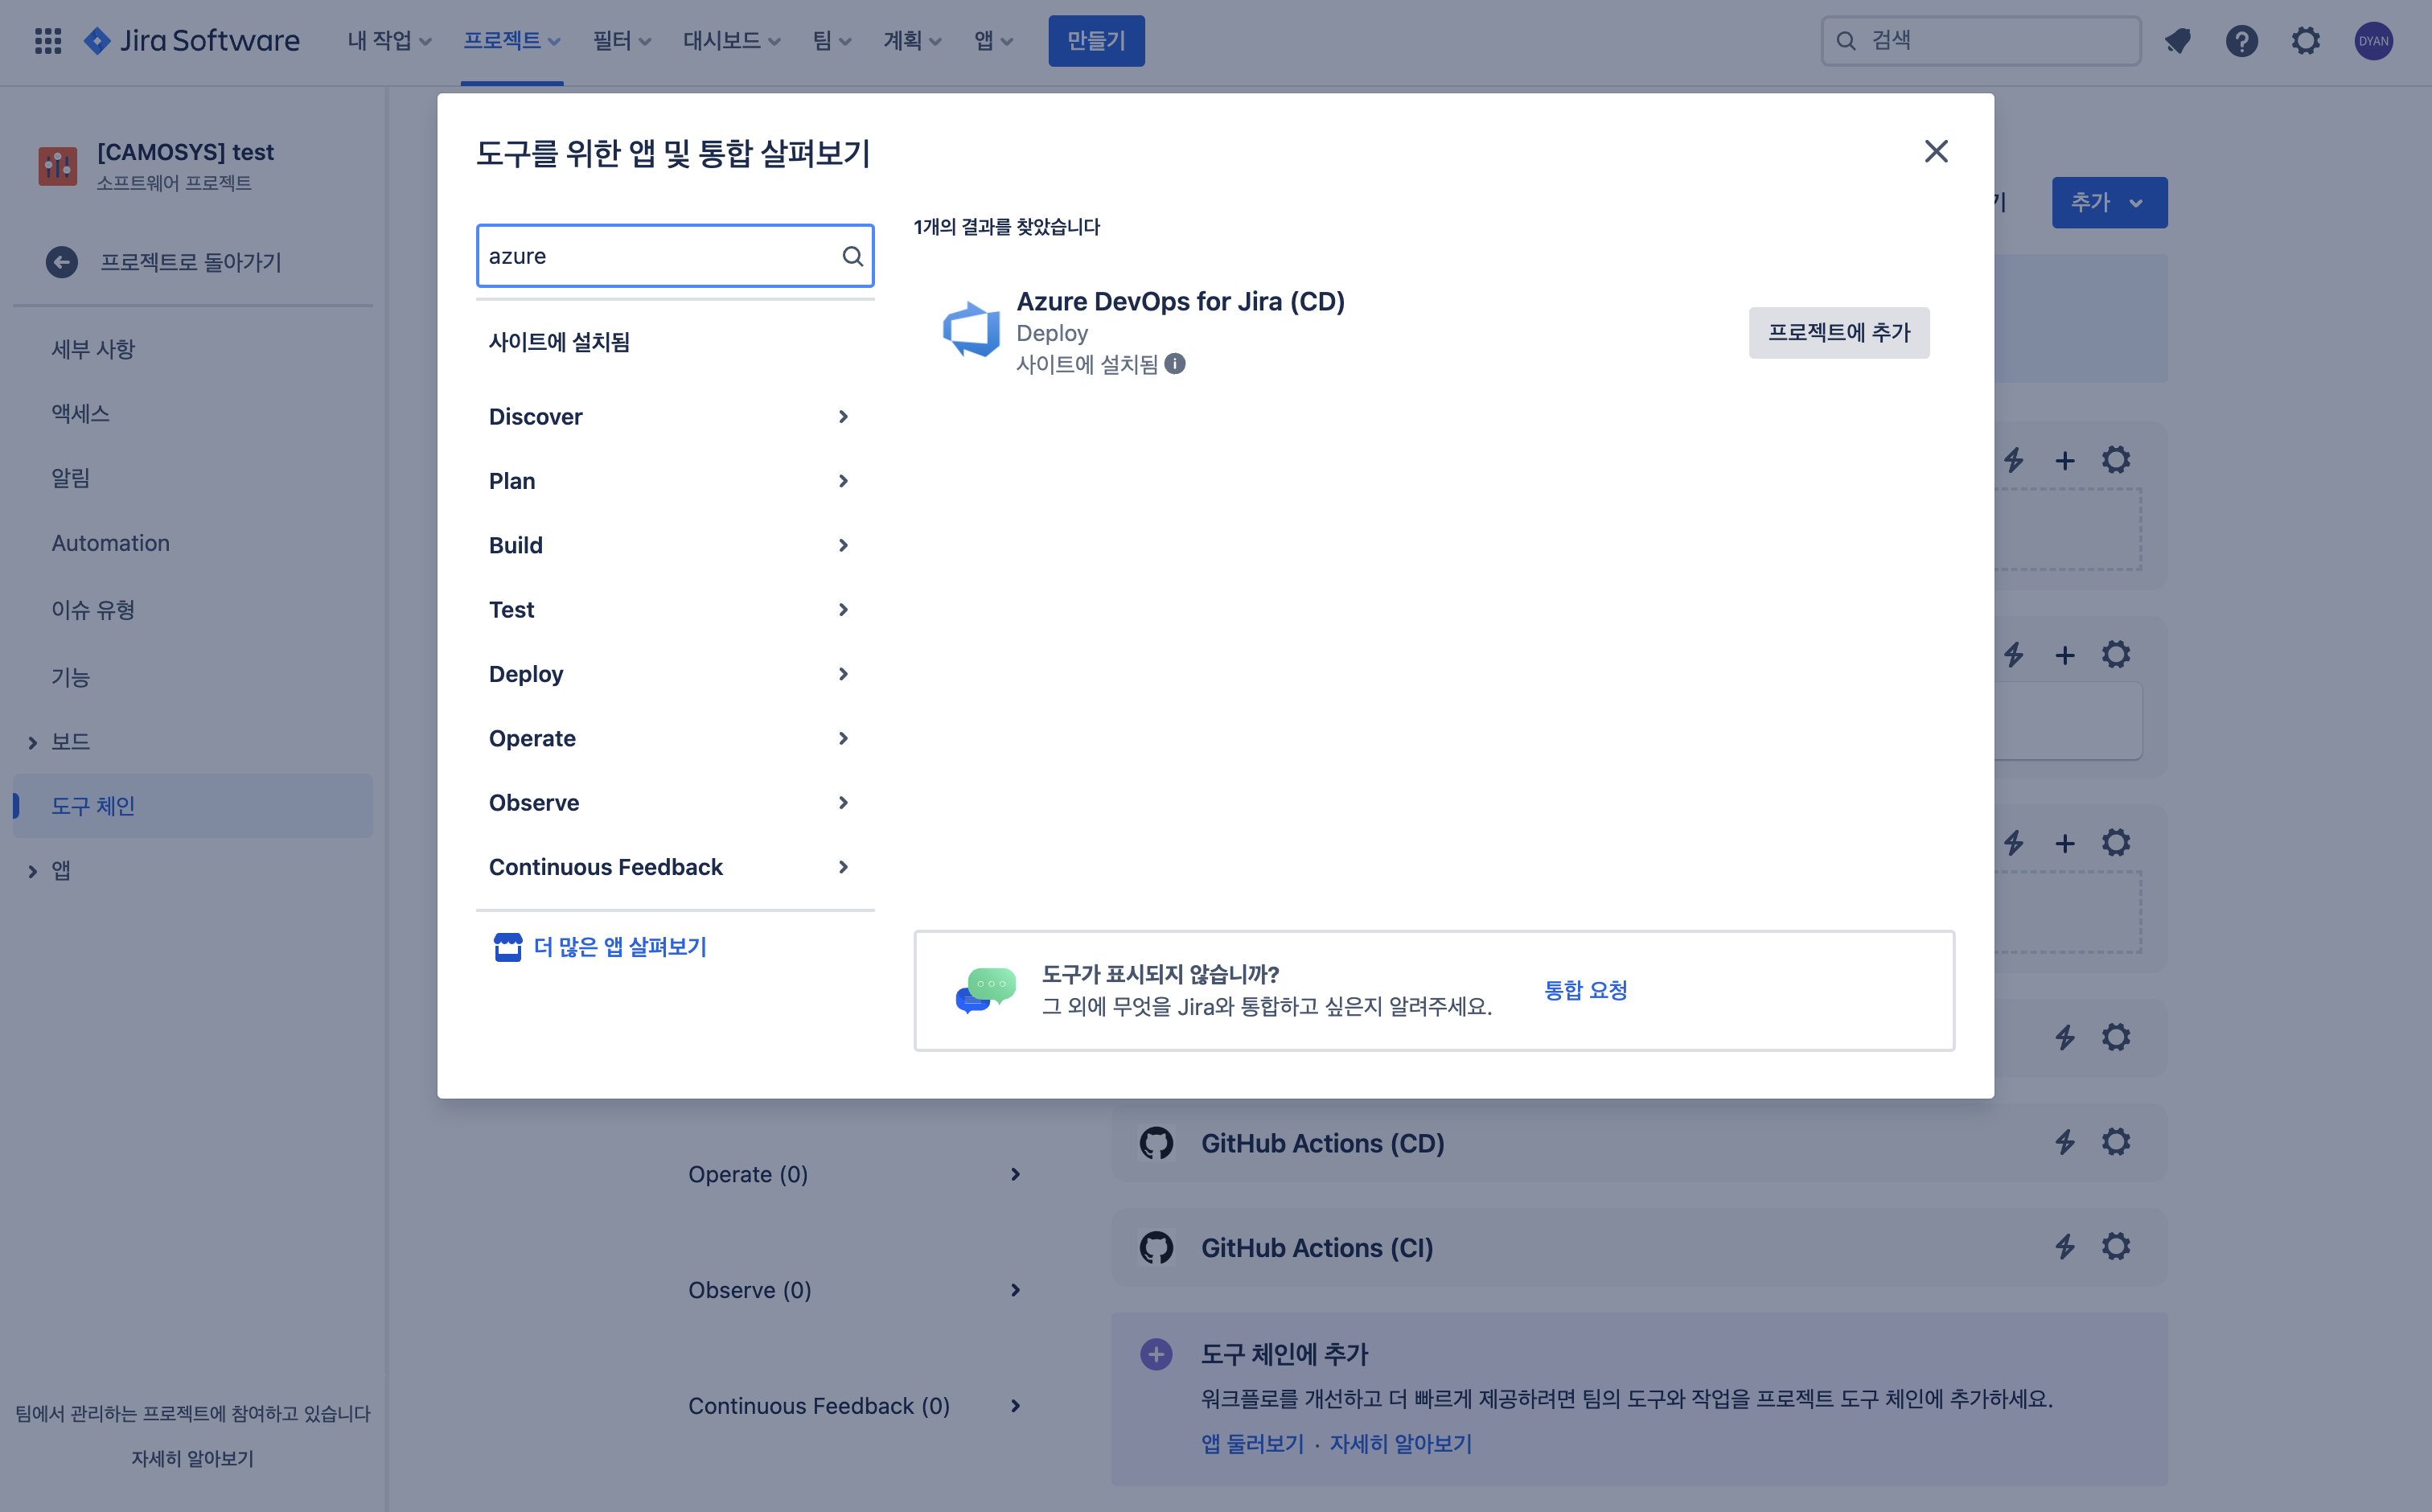 Jira Software
내 작업
프로젝트
필터
대시보드
팀
계획
앱
만들기
검색
DYAN
[CAMOSYS] test
소프트웨어 프로젝트
프로젝트로 돌아가기
세부 사항
액세스
알림
Automation
이슈 유형
기능
보드
도구 체인
앱
팀에서 관리하는 프로젝트에 참여하고 있습니다
자세히 알아보기
추가
도구를 위한 앱 및 통합 살펴보기
azure
사이트에 설치됨
Discover
Plan
Build
Test
Deploy
Operate
Observe
Continuous Feedback
더 많은 앱 살펴보기
1개의 결과를 찾았습니다
Azure DevOps for Jira (CD)
Deploy
사이트에 설치됨
프로젝트에 추가
도구가 표시되지 않습니까?
그 외에 무엇을 Jira와 통합하고 싶은지 알려주세요.
통합 요청
Operate (0)
Observe (0)
Continuous Feedback (0)
GitHub Actions (CD)
GitHub Actions (CI)
도구 체인에 추가
워크플로를 개선하고 더 빠르게 제공하려면 팀의 도구와 작업을 프로젝트 도구 체인에 추가하세요.
앱 둘러보기 · 자세히 알아보기